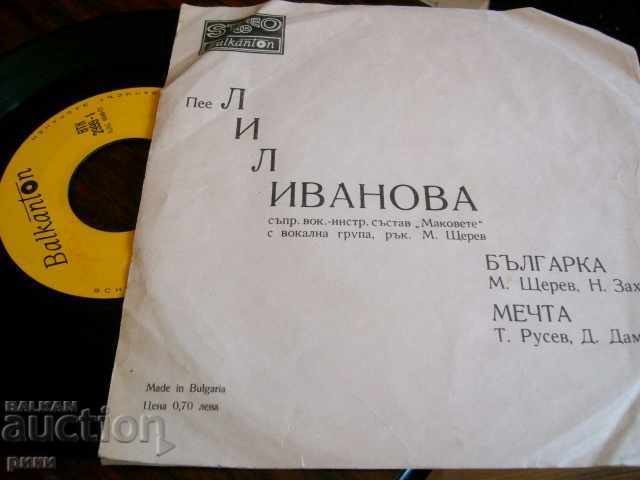 STEREO
Balkanton
Пее ЛИЛИ ИВАНОВА
съпр. вок.-инстр. състав „Маковете"
с вокална група, рък. М. Щерев
БЪЛГАРКА
М. Щерев, Н. Зах
МЕЧТА
Т. Русев, Д. Дам
Made in Bulgaria
Цена 0,70 лева
Balkanton
BALKAN
auction
рики